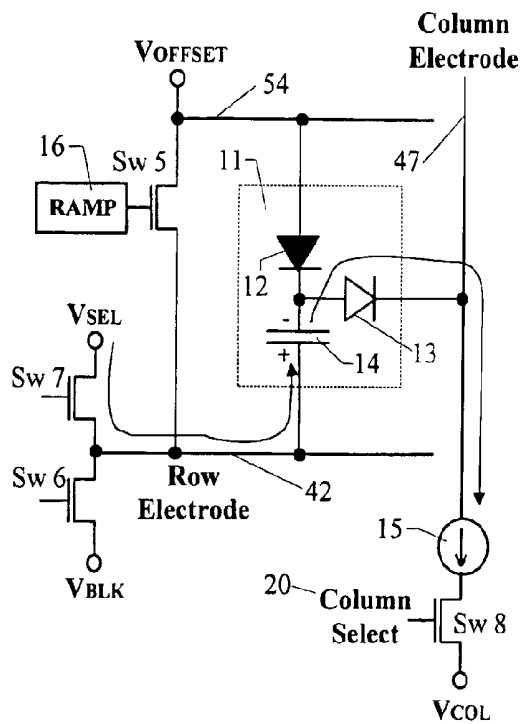 Column
Electrode
VOFFSET
54
16
Sw 5
11
47
RAMP
12
-
VSEL
+
14
13
Sw 7
Sw 6
Row
Electrode
42
15
VBLK
20
Column
Select
Sw 8
VCOL